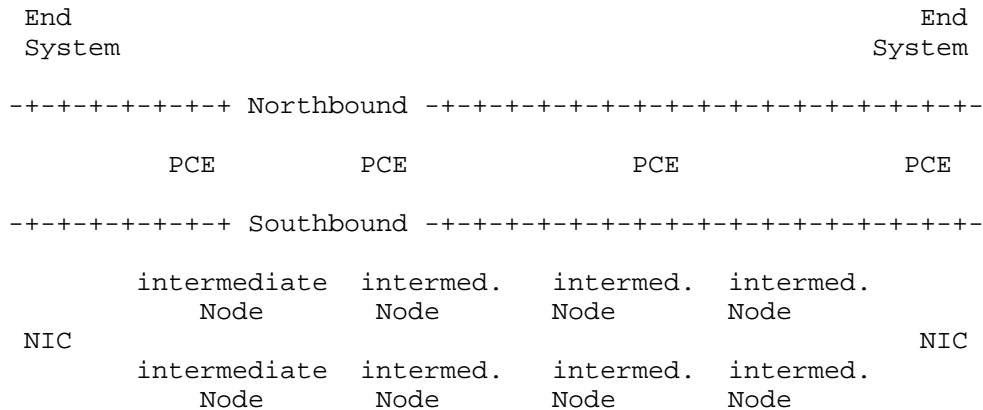 End                                                     End
System                                               System
-+-+-+-+-+-+-+ Northbound -+-+-+-+-+-+-+-+-+-+-+-+-+-+-+-+-+-
PCE         PCE              PCE              PCE
-+-+-+-+-+-+-+ Southbound -+-+-+-+-+-+-+-+-+-+-+-+-+-+-+-+-+-
intermediate  intermed.   intermed.  intermed.
Node       Node       Node       Node
NIC                                                     NIC
intermediate  intermed.   intermed.  intermed.
Node       Node       Node       Node